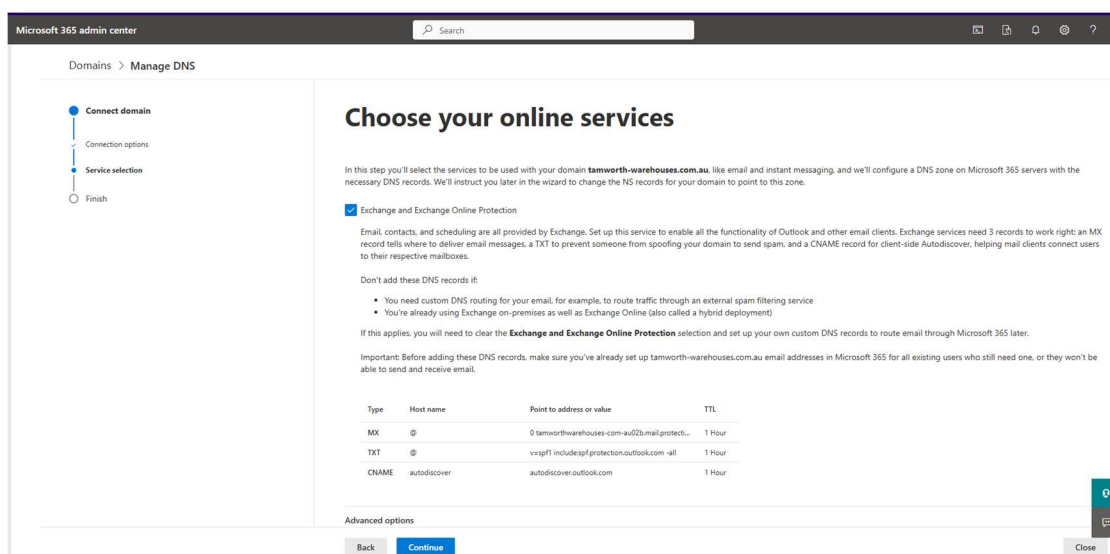 Microsoft 365 admin center
Search
?
Domains > Manage DNS
Connect domain
Connection options
Service selection
Finish
Choose your online services
In this step you'll select the services to be used with your domain tamworth-warehouses.com.au, like email and instant messaging, and we'll configure a DNS zone on Microsoft 365 servers with the
necessary DNS records. We'll instruct you later in the wizard to change the NS records for your domain to point to this zone.
Exchange and Exchange Online Protection
Email, contacts, and scheduling are all provided by Exchange. Set up this service to enable all the functionality of Outlook and other email clients. Exchange services need 3 records to work right: an MX
record tells where to deliver email messages, a TXT to prevent someone from spoofing your domain to send spam, and a CNAME record for client-side Autodiscover, helping mail clients connect users
to their respective mailboxes.
Don't add these DNS records if:
• You need custom DNS routing for your email, for example, to route traffic through an external spam filtering service
• You're already using Exchange on-premises as well as Exchange Online (also called a hybrid deployment)
If this applies, you will need to clear the Exchange and Exchange Online Protection selection and set up your own custom DNS records to route email through Microsoft 365 later.
Important: Before adding these DNS records, make sure you've already set up tamworth-warehouses.com.au email addresses in Microsoft 365 for all existing users who still need one, or they won't be
able to send and receive email.
Type Host name Point to address or value TTL
MX @ 0 tamworthwarehouses-com-au02b.mail.protecti... 1 Hour
TXT @ v=spf1 include:spf.protection.outlook.com -all 1 Hour
CNAME autodiscover autodiscover.outlook.com 1 Hour
Advanced options
Back Continue Close